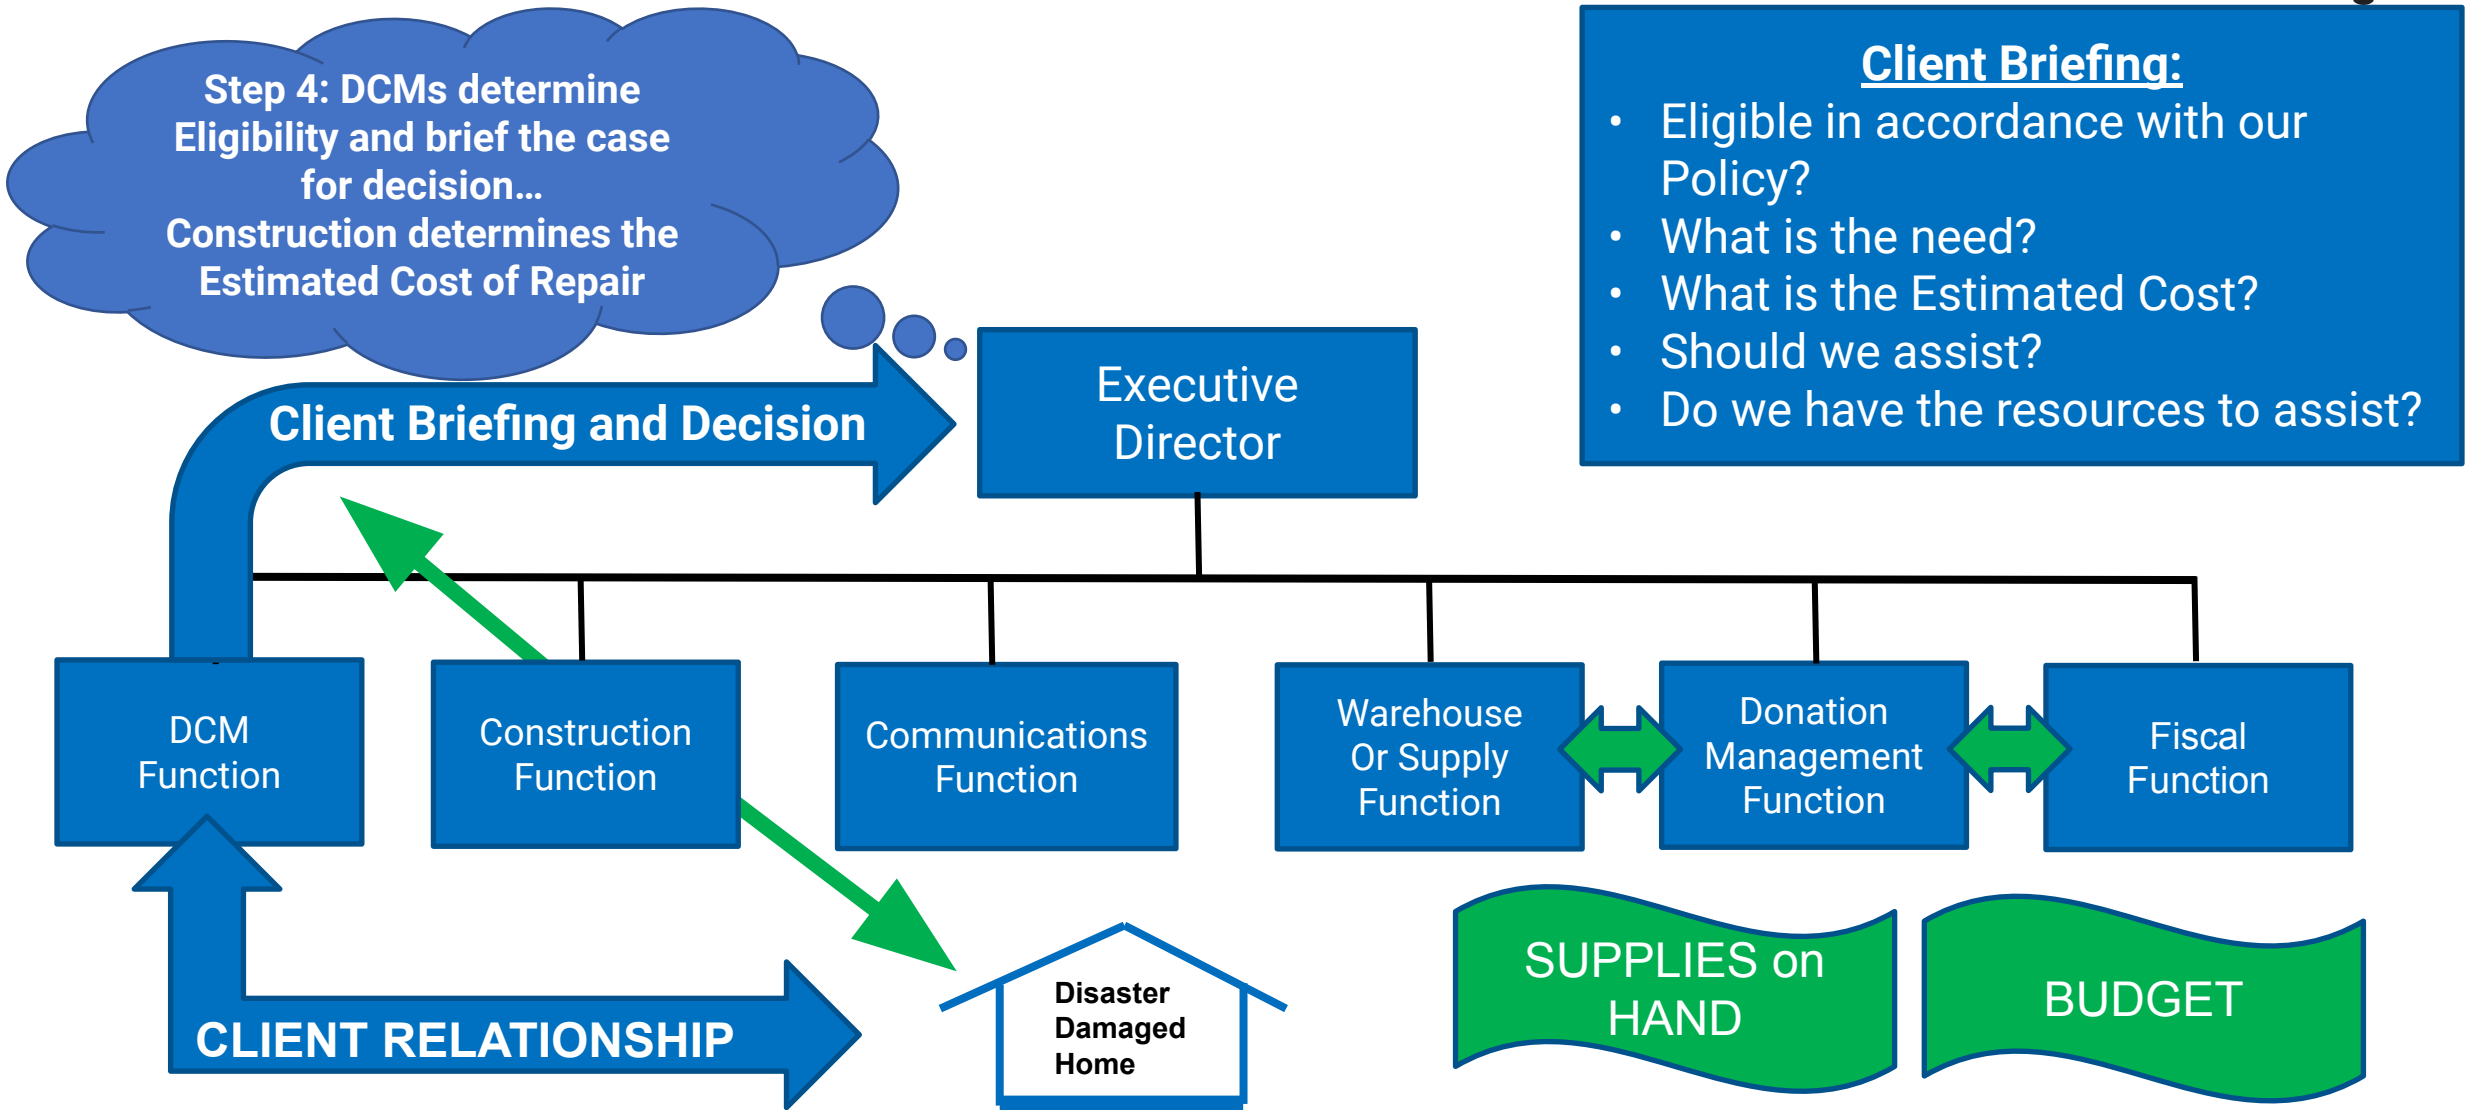 Step 4: DCMs determine
Eligibility and brief the case
for decision…
Construction determines the
Estimated Cost of Repair
Client Briefing:
• Eligible in accordance with our
Policy?
• What is the need?
• What is the Estimated Cost?
• Should we assist?
• Do we have the resources to assist?
Client Briefing and Decision
Executive
Director
DCM
Function
Construction
Function
Communications
Function
Warehouse
Or Supply
Function
Donation
Management
Function
Fiscal
Function
CLIENT RELATIONSHIP
Disaster
Damaged
Home
SUPPLIES on
HAND
BUDGET